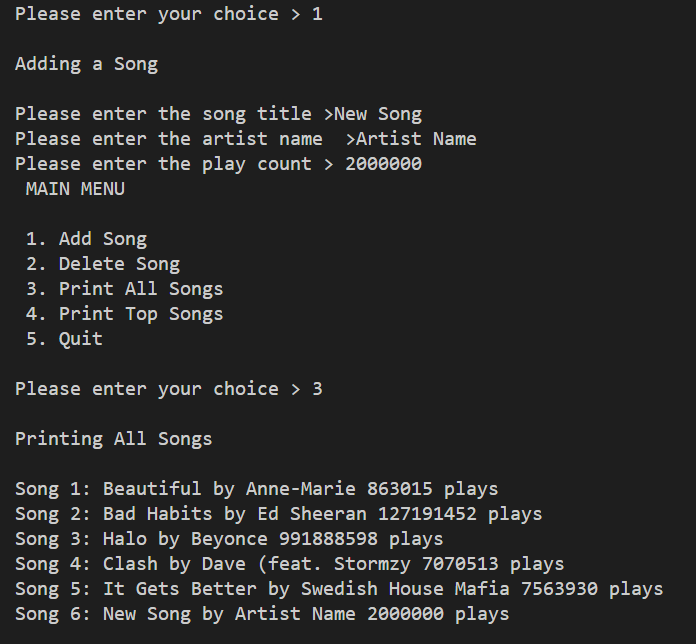 Please enter your choice > 1
Adding a Song
Please enter the song title >New Song
Please enter the artist name  >Artist Name
Please enter the play count > 2000000
 MAIN MENU
 1. Add Song
 2. Delete Song
 3. Print All Songs
 4. Print Top Songs
 5. Quit
Please enter your choice > 3
Printing All Songs
Song 1: Beautiful by Anne-Marie 863015 plays
Song 2: Bad Habits by Ed Sheeran 127191452 plays
Song 3: Halo by Beyonce 991888598 plays
Song 4: Clash by Dave (feat. Stormzy 7070513 plays
Song 5: It Gets Better by Swedish House Mafia 7563930 plays
Song 6: New Song by Artist Name 2000000 plays